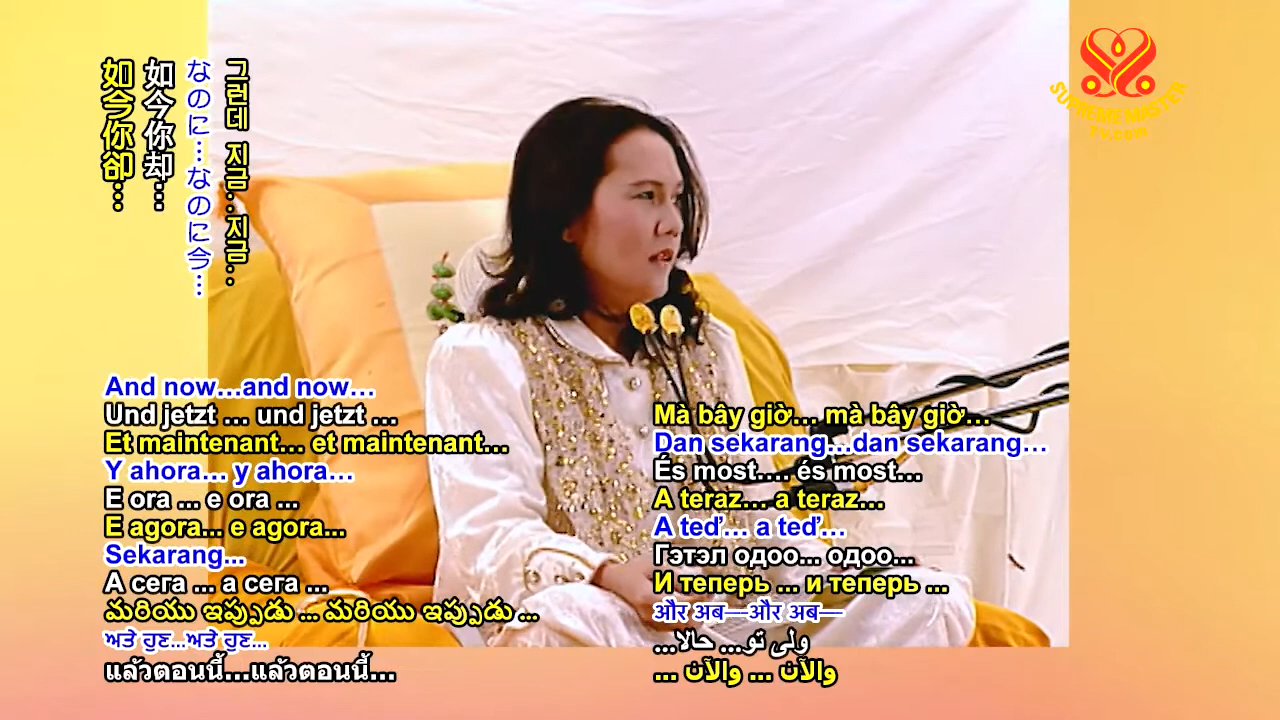 如今你卻…
如今你却…
なのに…なのに今…
그런데 지금…지금…
SUPREME MASTER
TV.com
And now…and now…
Und jetzt … und jetzt …
Et maintenant… et maintenant…
Y ahora… y ahora…
E ora ... e ora ...
E agora... e agora...
Sekarang...
А сега ... а сега ...
మరియు ఇప్పుడు ... మరియు ఇప్పుడు ...
ਅਤੇ ਹੁਣ...ਅਤੇ ਹੁਣ...
แล้วตอนนี้…แล้วตอนนี้…
Mà bây giờ… mà bây giờ…
Dan sekarang…dan sekarang…
És most…. és most…
A teraz… a teraz…
A teď… a teď…
Гэтэл одоо... одоо...
И теперь ... и теперь ...
और अब—और अब—
ولی تو... حالا...
والآن ... والآن ...